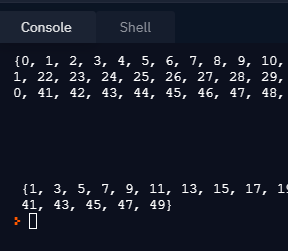 Console Shell
{0, 1, 2, 3, 4, 5, 6, 7, 8, 9, 10,
1, 22, 23, 24, 25, 26, 27, 28, 29,
0, 41, 42, 43, 44, 45, 46, 47, 48,
{1, 3, 5, 7, 9, 11, 13, 15, 17, 19
41, 43, 45, 47, 49}